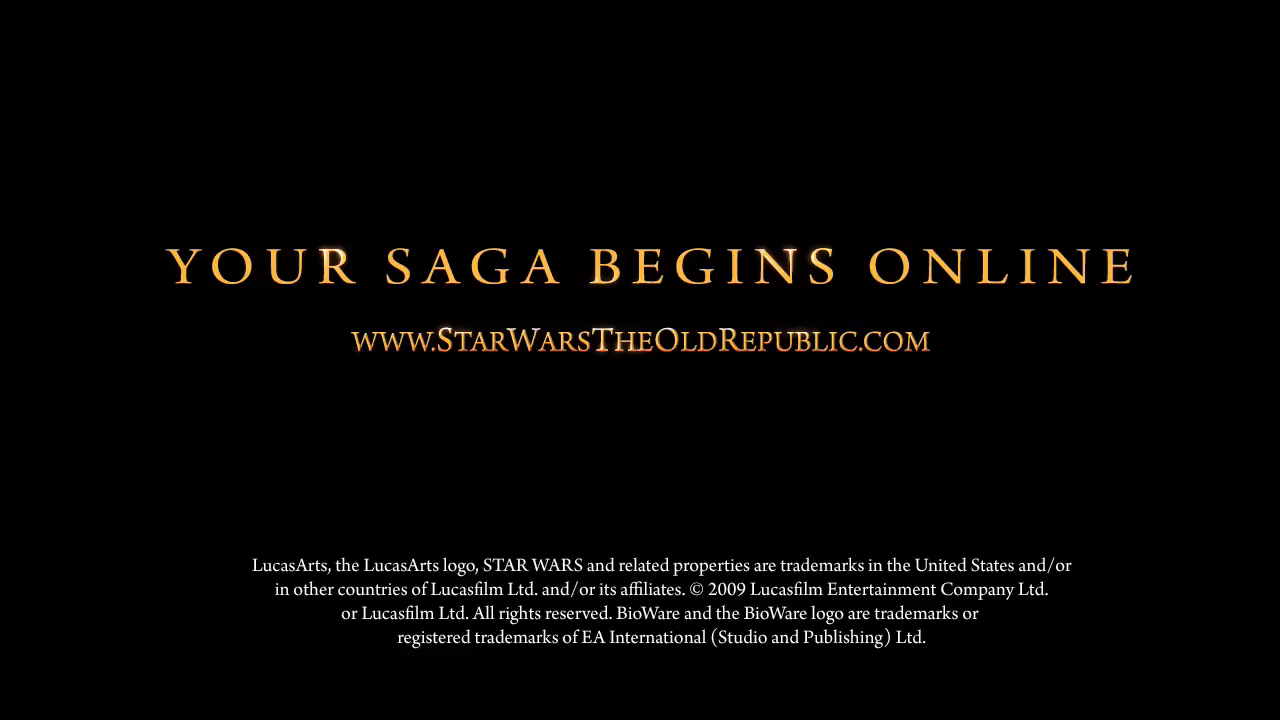 YOUR SAGA BEGINS ONLINE
WWW.STARWARSTHEOLDREPUBLIC.COM
LucasArts, the LucasArts logo, STAR WARS and related properties are trademarks in the United States and/or
in other countries of Lucasfilm Ltd. and/or its affiliates. © 2009 Lucasfilm Entertainment Company Ltd.
or Lucasfilm Ltd. All rights reserved. BioWare and the BioWare logo are trademarks or
registered trademarks of EA International (Studio and Publishing) Ltd.